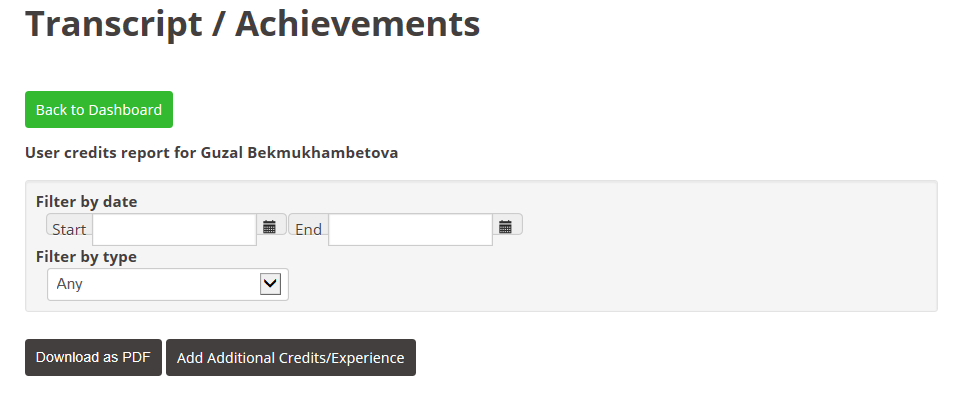 Transcript / Achievements
Back to Dashboard
User credits report for Guzal Bekmukhambetova
Filter by date
Start End
Filter by type
Any
Download as PDF Add Additional Credits/Experience